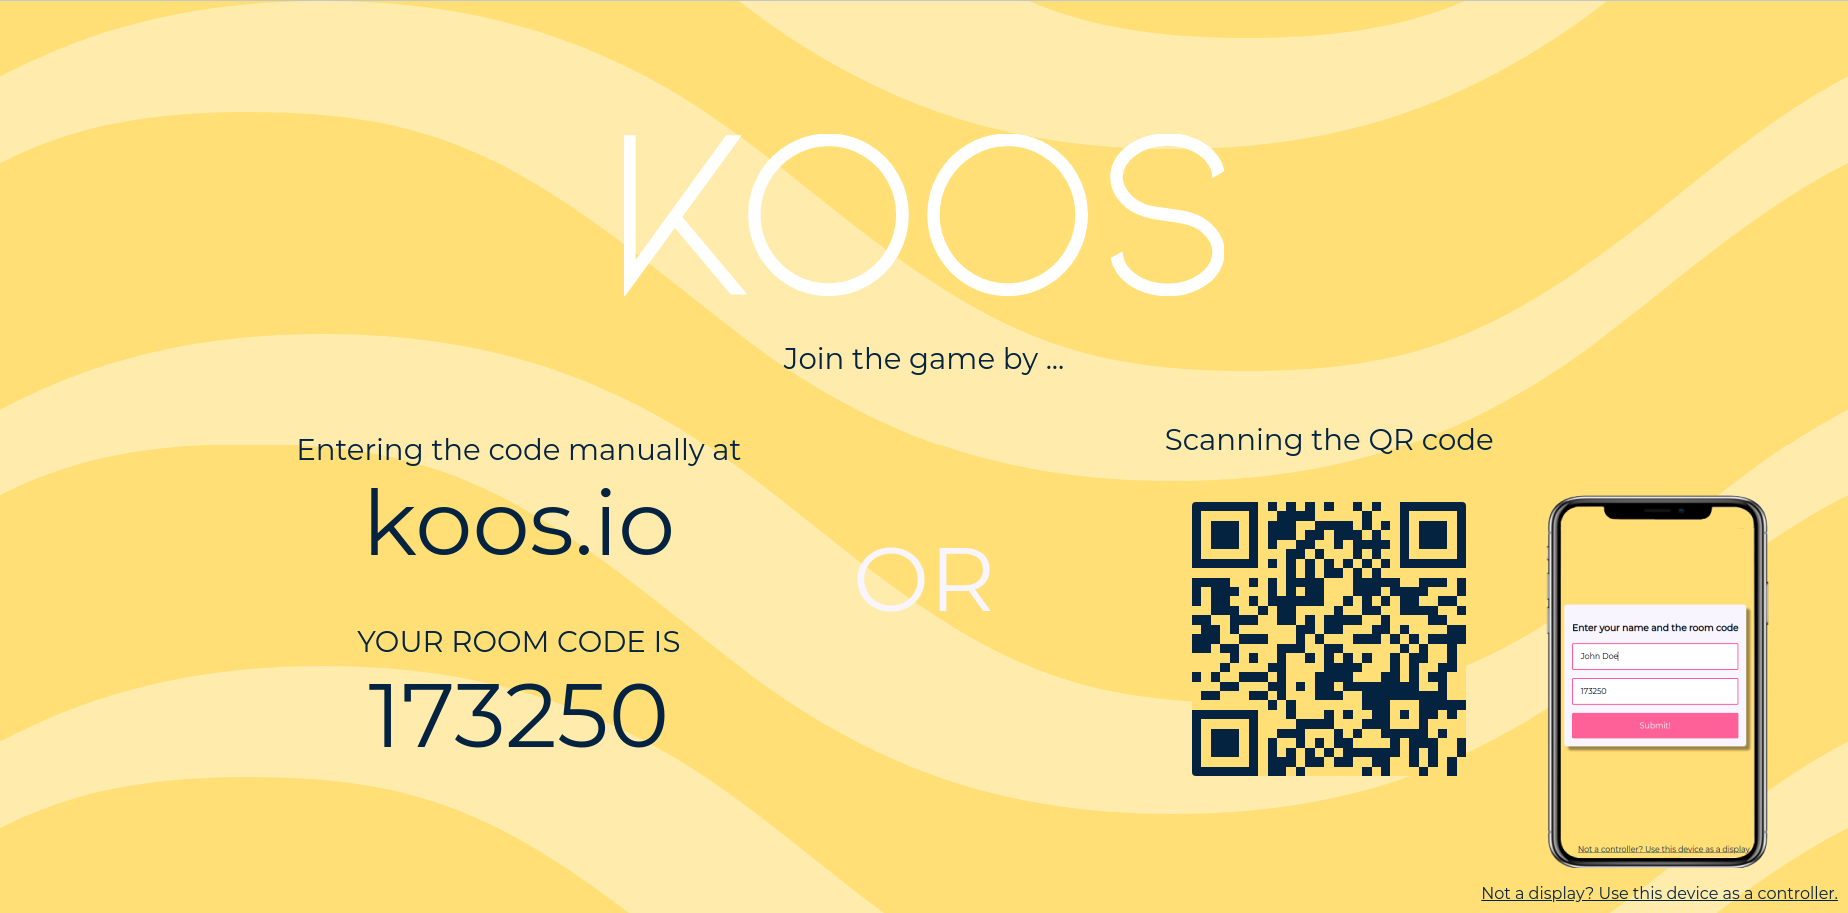 KOOS
Join the game by ...
Entering the code manually at
koos.io
YOUR ROOM CODE IS
173250
OR
Scanning the QR code
Enter your name and the room code
John Doe
173250
Submit!
Not a controller? Use this device as a display
Not a display? Use this device as a controller.